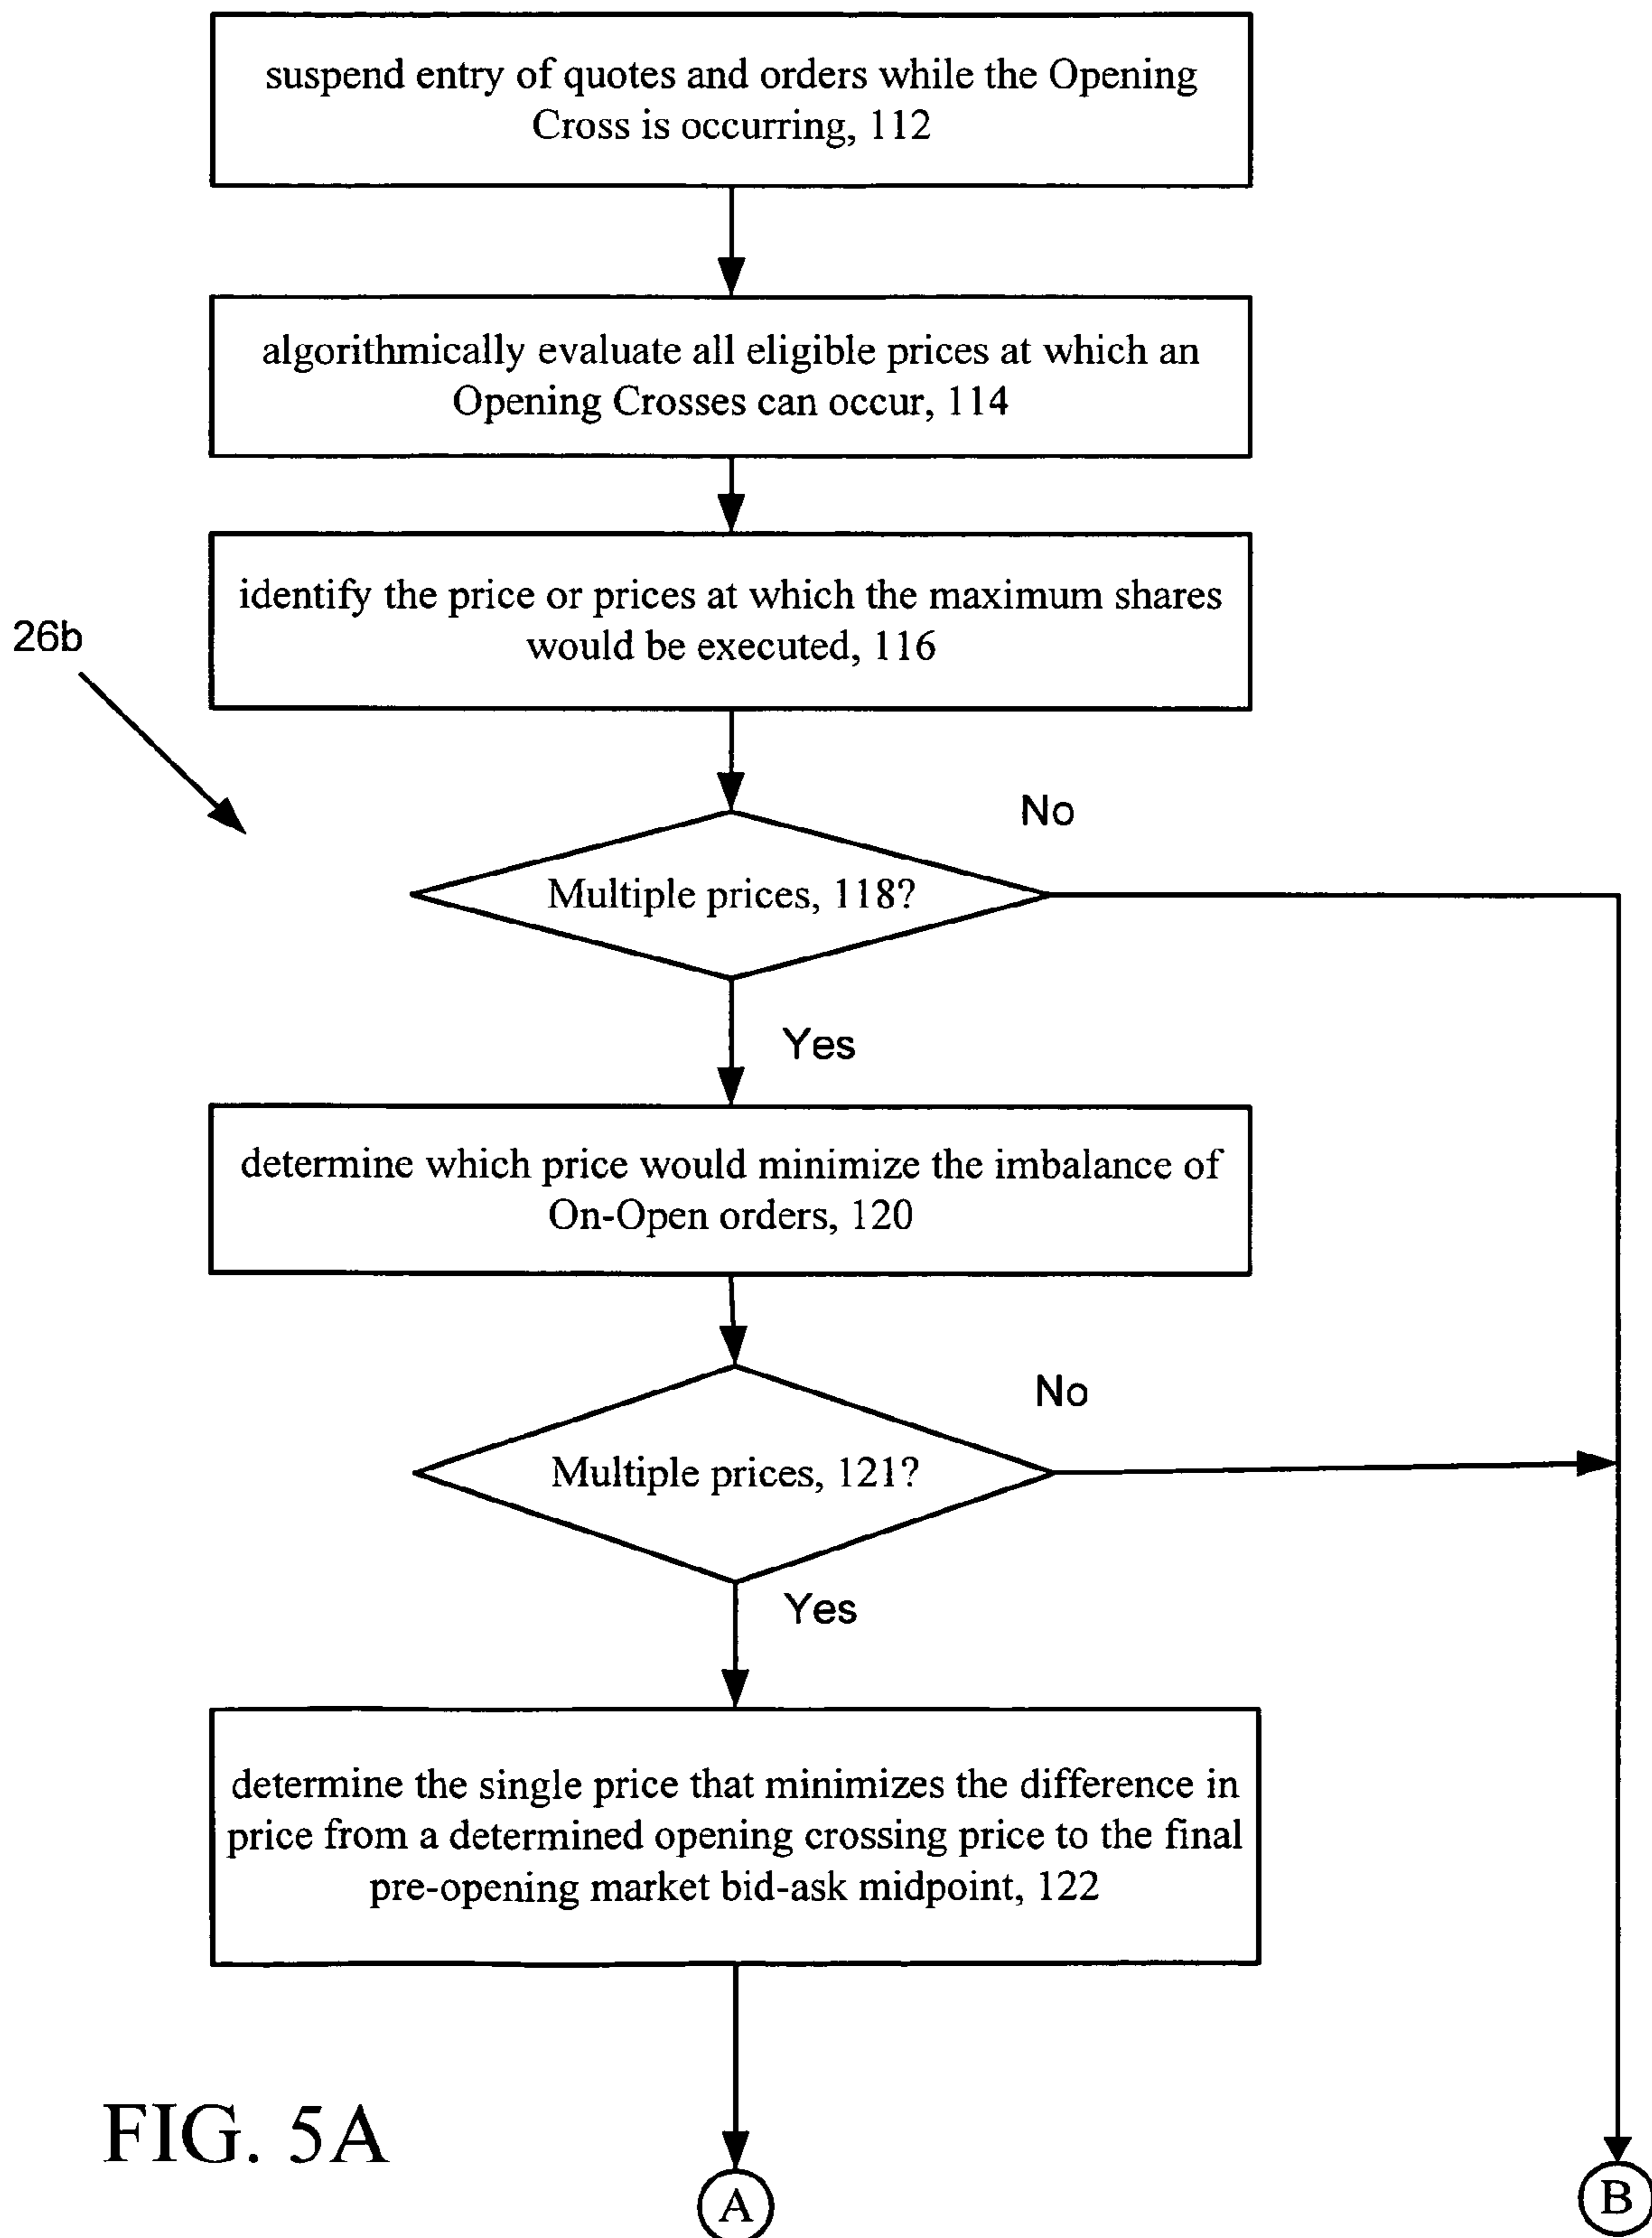 suspend entry of quotes and orders while the Opening
Cross is occurring, 112
algorithmically evaluate all eligible prices at which an
Opening Crosses can occur, 114
identify the price or prices at which the maximum shares
would be executed, 116
26b
No
Multiple prices, 118?
Yes
determine which price would minimize the imbalance of
On-Open orders, 120
No
Multiple prices, 121?
Yes
determine the single price that minimizes the difference in
price from a determined opening crossing price to the final
pre-opening market bid-ask midpoint, 122
FIG. 5A
A
B